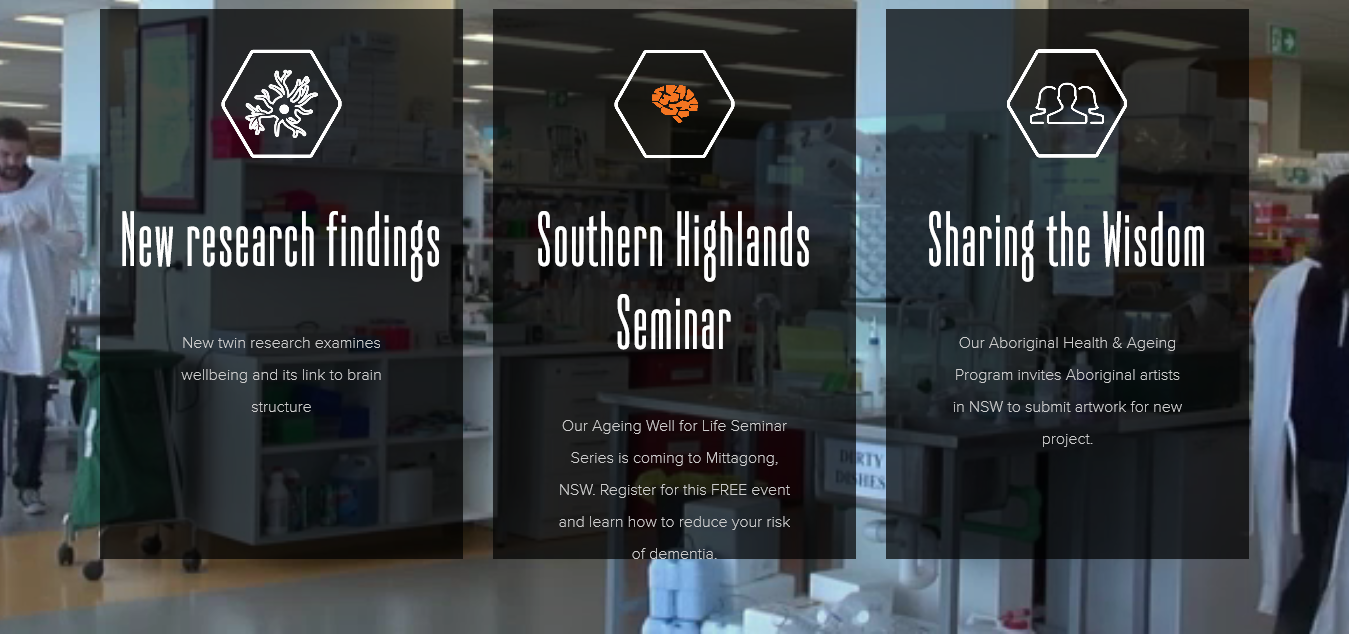 New research findings
New twin research examines
wellbeing and its link to brain
structure
Southern Highlands
Seminar
Our Ageing Well for Life Seminar
Series is coming to Mittagong,
NSW. Register for this FREE event
and learn how to reduce your risk
of dementia.
Sharing the Wisdom
Our Aboriginal Health & Ageing
Program invites Aboriginal artists
in NSW to submit artwork for new
project.
DIRTY
DISHES